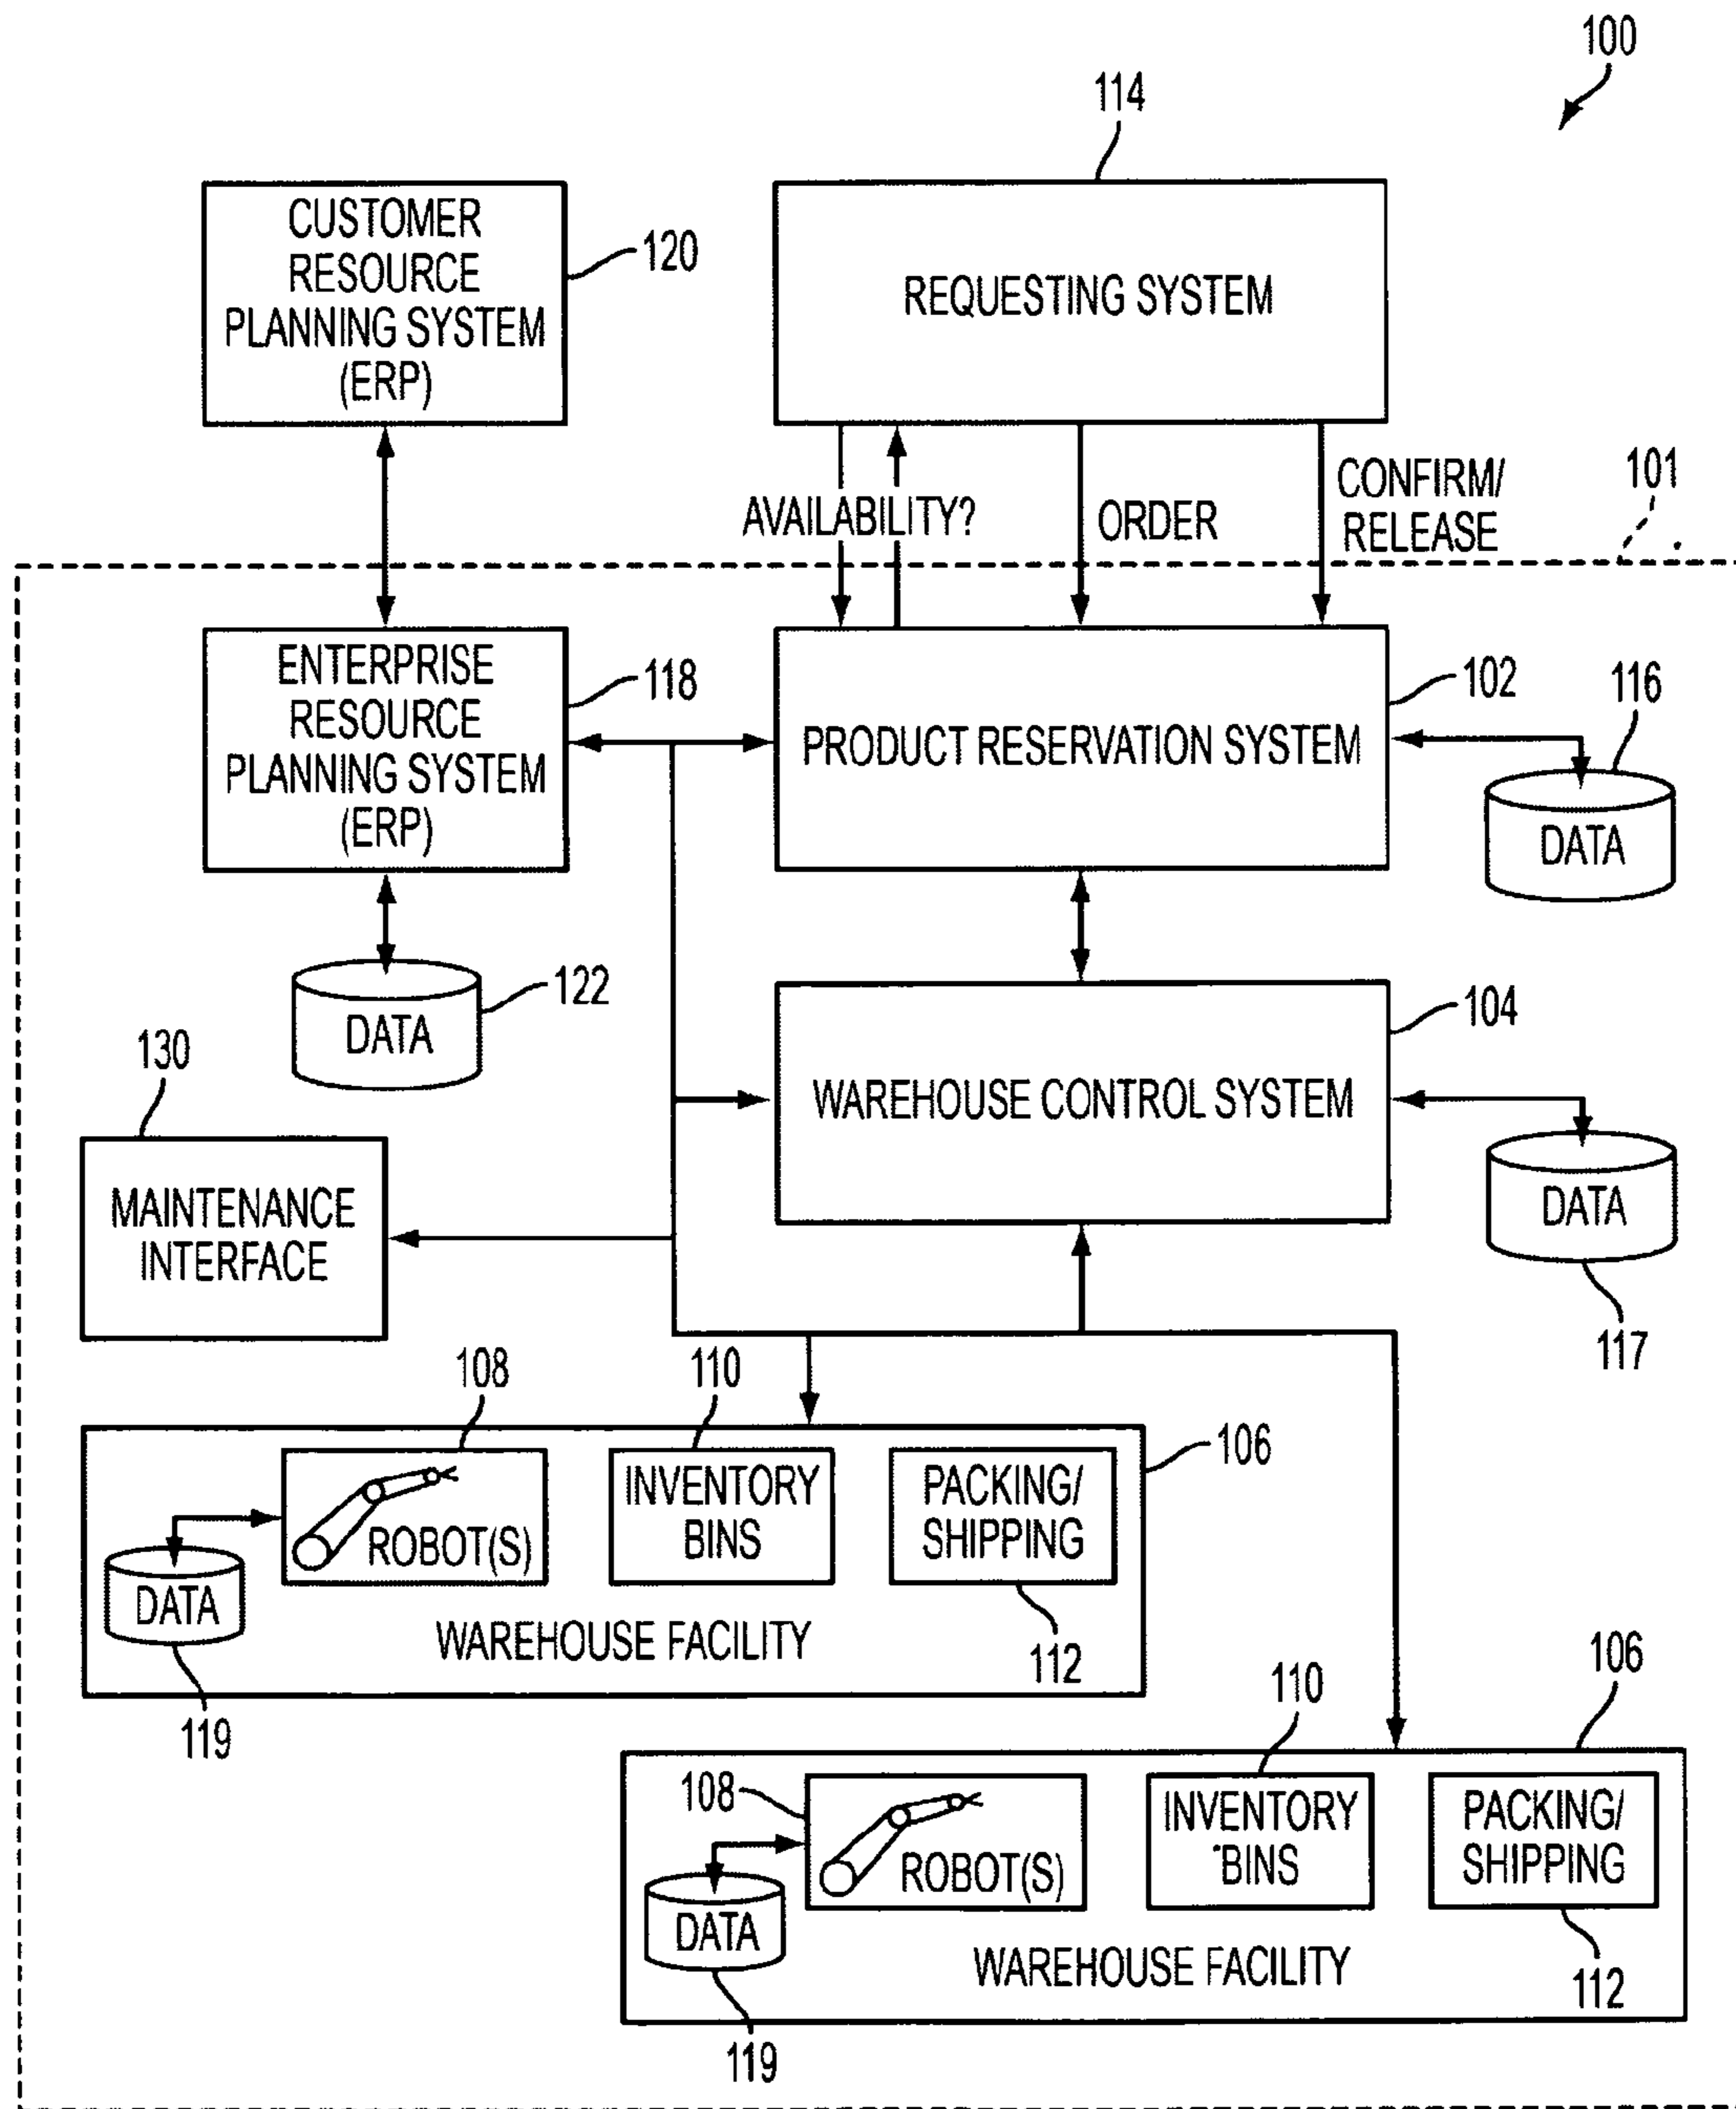 100
114
CUSTOMER
RESOURCE
PLANNING SYSTEM
(ERP)
120
REQUESTING SYSTEM
AVAILABILITY?
ORDER
CONFIRM/
RELEASE
101
ENTERPRISE
RESOURCE
PLANNING SYSTEM
(ERP)
118
PRODUCT RESERVATION SYSTEM
102
116
DATA
DATA
122
WAREHOUSE CONTROL SYSTEM
104
DATA
117
130
MAINTENANCE
INTERFACE
108
110
106
ROBOT(S)
INVENTORY
BINS
PACKING/
SHIPPING
DATA
WAREHOUSE FACILITY
112
119
110
106
108
ROBOT(S)
INVENTORY
BINS
PACKING/
SHIPPING
DATA
WAREHOUSE FACILITY
112
119